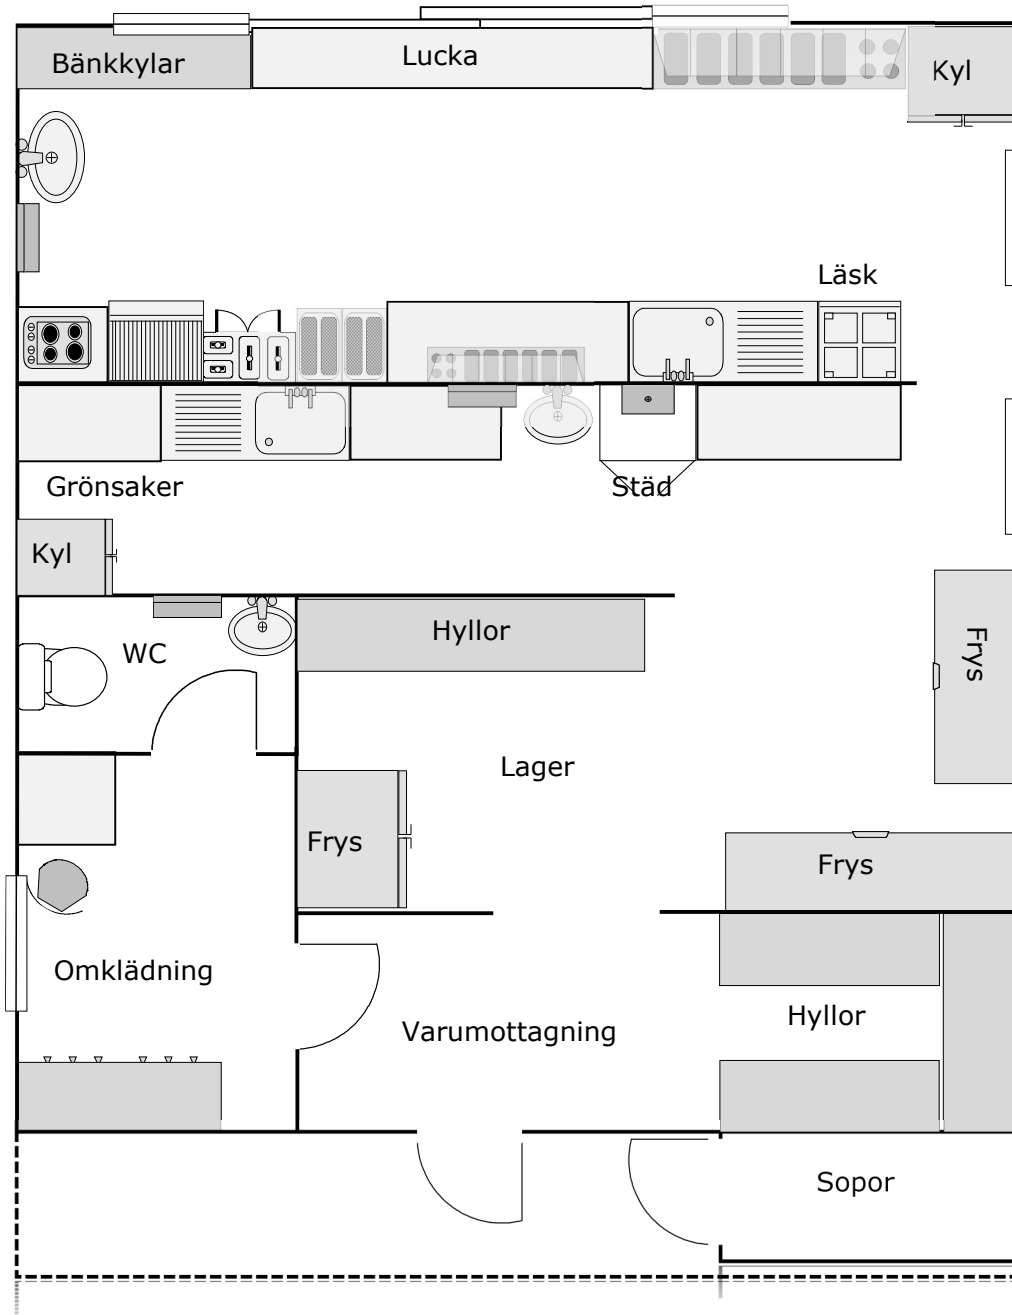 Bänkkylar
Lucka
Kyl
Läsk
Grönsaker
Städ
Kyl
WC
Hyllor
Frys
Lager
Frys
Frys
Omklädning
Hyllor
Varumottagning
Sopor